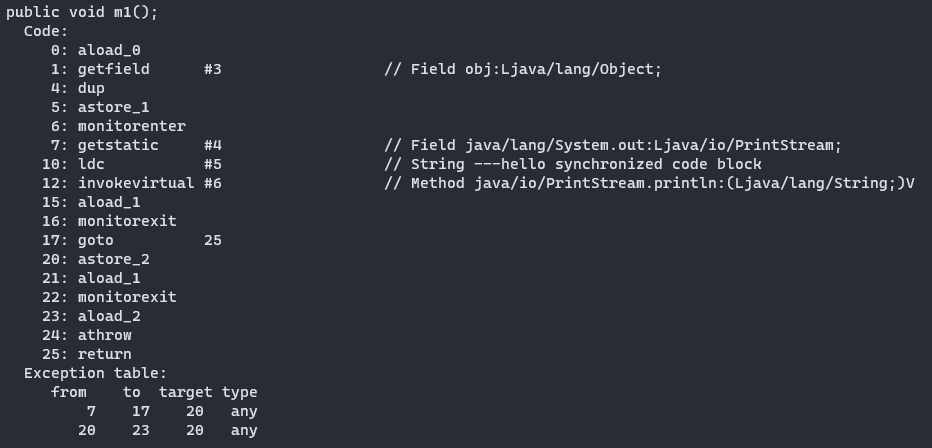 public void m1();
  Code:
     0: aload_0
     1: getfield      #3                  // Field obj:Ljava/lang/Object;
     4: dup
     5: astore_1
     6: monitorenter
     7: getstatic     #4                  // Field java/lang/System.out:Ljava/io/PrintStream;
    10: ldc           #5                  // String ---hello synchronized code block
    12: invokevirtual #6                  // Method java/io/PrintStream.println:(Ljava/lang/String;)V
    15: aload_1
    16: monitorexit
    17: goto          25
    20: astore_2
    21: aload_1
    22: monitorexit
    23: aload_2
    24: athrow
    25: return
  Exception table:
     from    to  target type
         7    17    20   any
        20    23    20   any